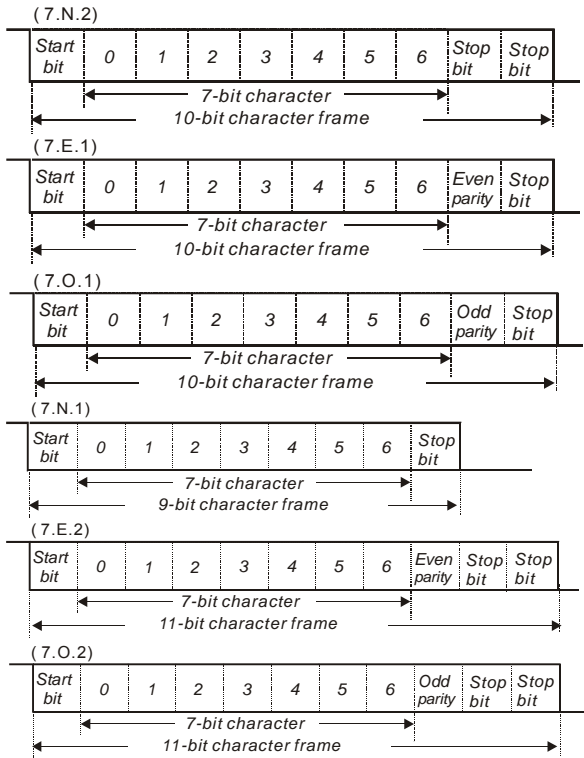 (7.N.2)
Start bit 0 1 2 3 4 5 6 Stop bit Stop bit
7-bit character
10-bit character frame
(7.E.1)
Start bit 0 1 2 3 4 5 6 Even parity Stop bit
7-bit character
10-bit character frame
(7.O.1)
Start bit 0 1 2 3 4 5 6 Odd parity Stop bit
7-bit character
10-bit character frame
(7.N.1)
Start bit 0 1 2 3 4 5 6 Stop bit
7-bit character
9-bit character frame
(7.E.2)
Start bit 0 1 2 3 4 5 6 Even parity Stop bit Stop bit
7-bit character
11-bit character frame
(7.O.2)
Start bit 0 1 2 3 4 5 6 Odd parity Stop bit Stop bit
7-bit character
11-bit character frame